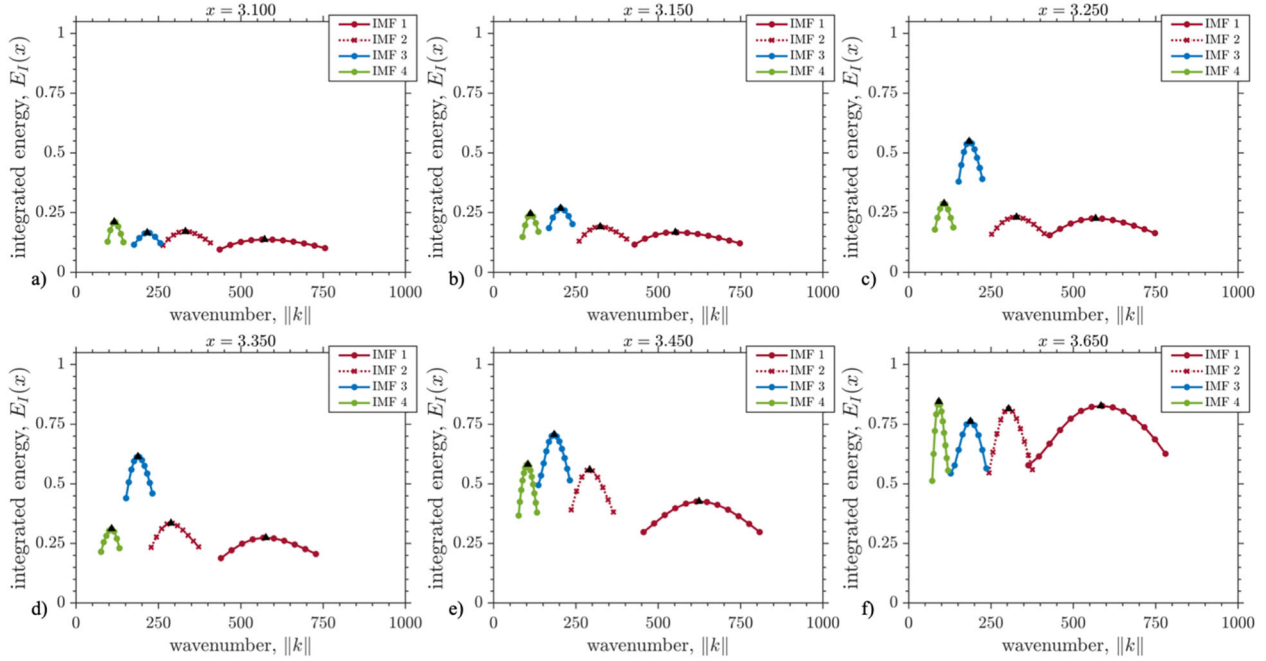 x = 3.100
integrated energy, E_I(x)
1
0.75
0.5
0.25
0
IMF 1
IMF 2
IMF 3
IMF 4
0 250 500 750 1000
wavenumber, ‖k‖
a)
x = 3.150
integrated energy, E_I(x)
1
0.75
0.5
0.25
0
IMF 1
IMF 2
IMF 3
IMF 4
0 250 500 750 1000
wavenumber, ‖k‖
b)
x = 3.250
integrated energy, E_I(x)
1
0.75
0.5
0.25
0
IMF 1
IMF 2
IMF 3
IMF 4
0 250 500 750 1000
wavenumber, ‖k‖
c)
x = 3.350
integrated energy, E_I(x)
1
0.75
0.5
0.25
0
IMF 1
IMF 2
IMF 3
IMF 4
0 250 500 750 1000
wavenumber, ‖k‖
d)
x = 3.450
integrated energy, E_I(x)
1
0.75
0.5
0.25
0
IMF 1
IMF 2
IMF 3
IMF 4
0 250 500 750 1000
wavenumber, ‖k‖
e)
x = 3.650
integrated energy, E_I(x)
1
0.75
0.5
0.25
0
IMF 1
IMF 2
IMF 3
IMF 4
0 250 500 750 1000
wavenumber, ‖k‖
f)